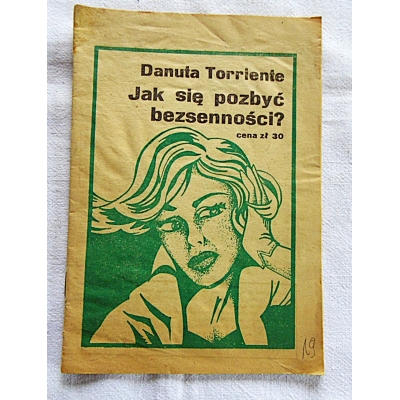 Danuta Torriente
Jak się pozbyć
bezsenności?
cena zł 30
19